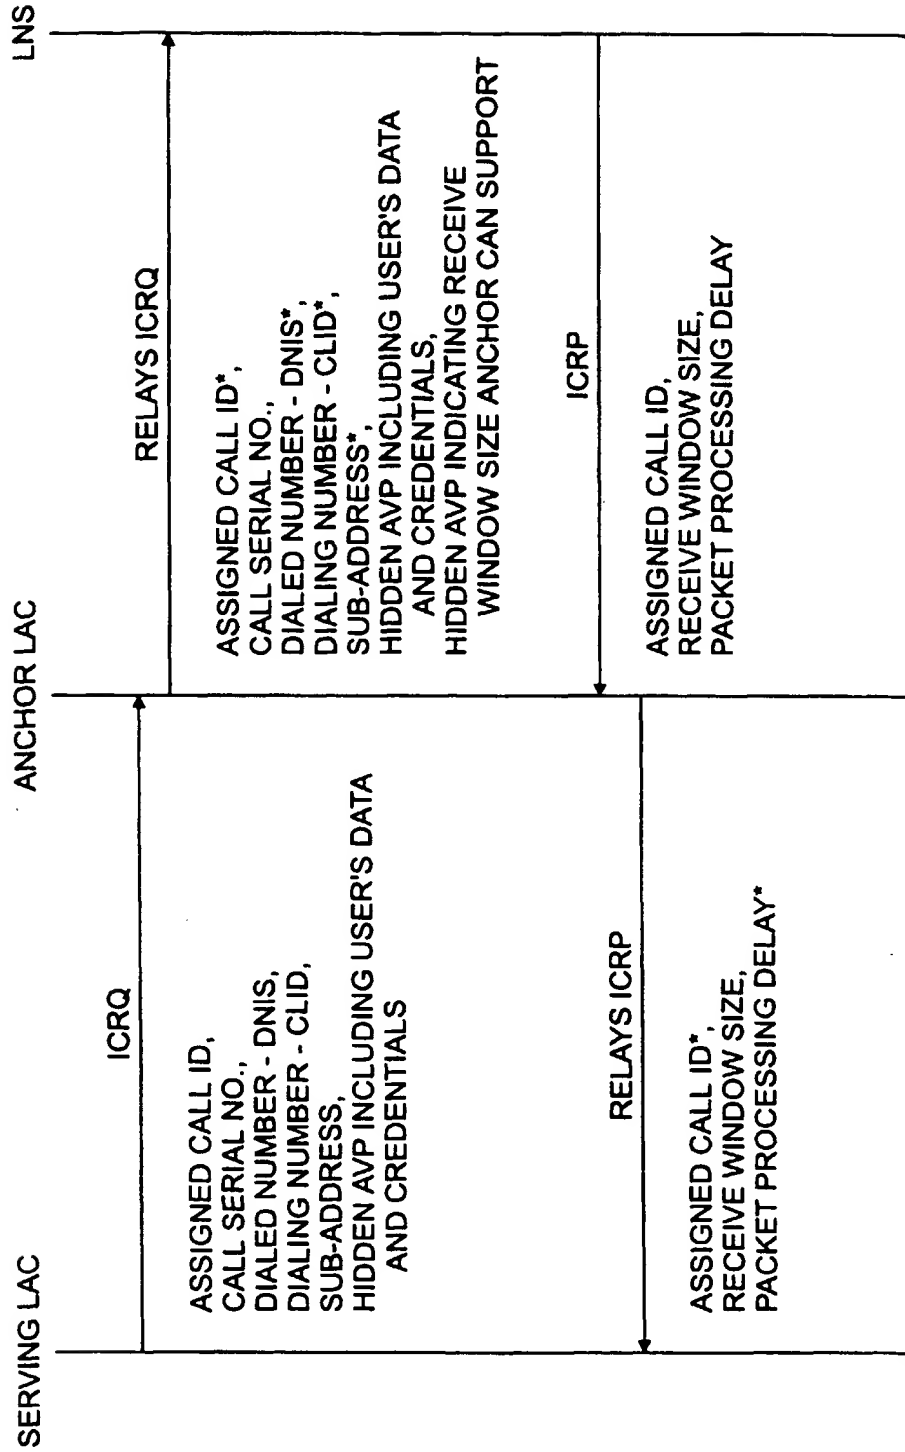 SERVING LAC
ANCHOR LAC
LNS
ICRQ
ASSIGNED CALL ID,
CALL SERIAL NO.,
DIALED NUMBER - DNIS,
DIALING NUMBER - CLID,
SUB-ADDRESS,
HIDDEN AVP INCLUDING USER'S DATA
AND CREDENTIALS
RELAYS ICRQ
ASSIGNED CALL ID*,
CALL SERIAL NO.,
DIALED NUMBER - DNIS*,
DIALING NUMBER - CLID*,
SUB-ADDRESS*,
HIDDEN AVP INCLUDING USER'S DATA
AND CREDENTIALS,
HIDDEN AVP INDICATING RECEIVE
WINDOW SIZE ANCHOR CAN SUPPORT
ICRP
ASSIGNED CALL ID,
RECEIVE WINDOW SIZE,
PACKET PROCESSING DELAY
RELAYS ICRP
ASSIGNED CALL ID*,
RECEIVE WINDOW SIZE,
PACKET PROCESSING DELAY*